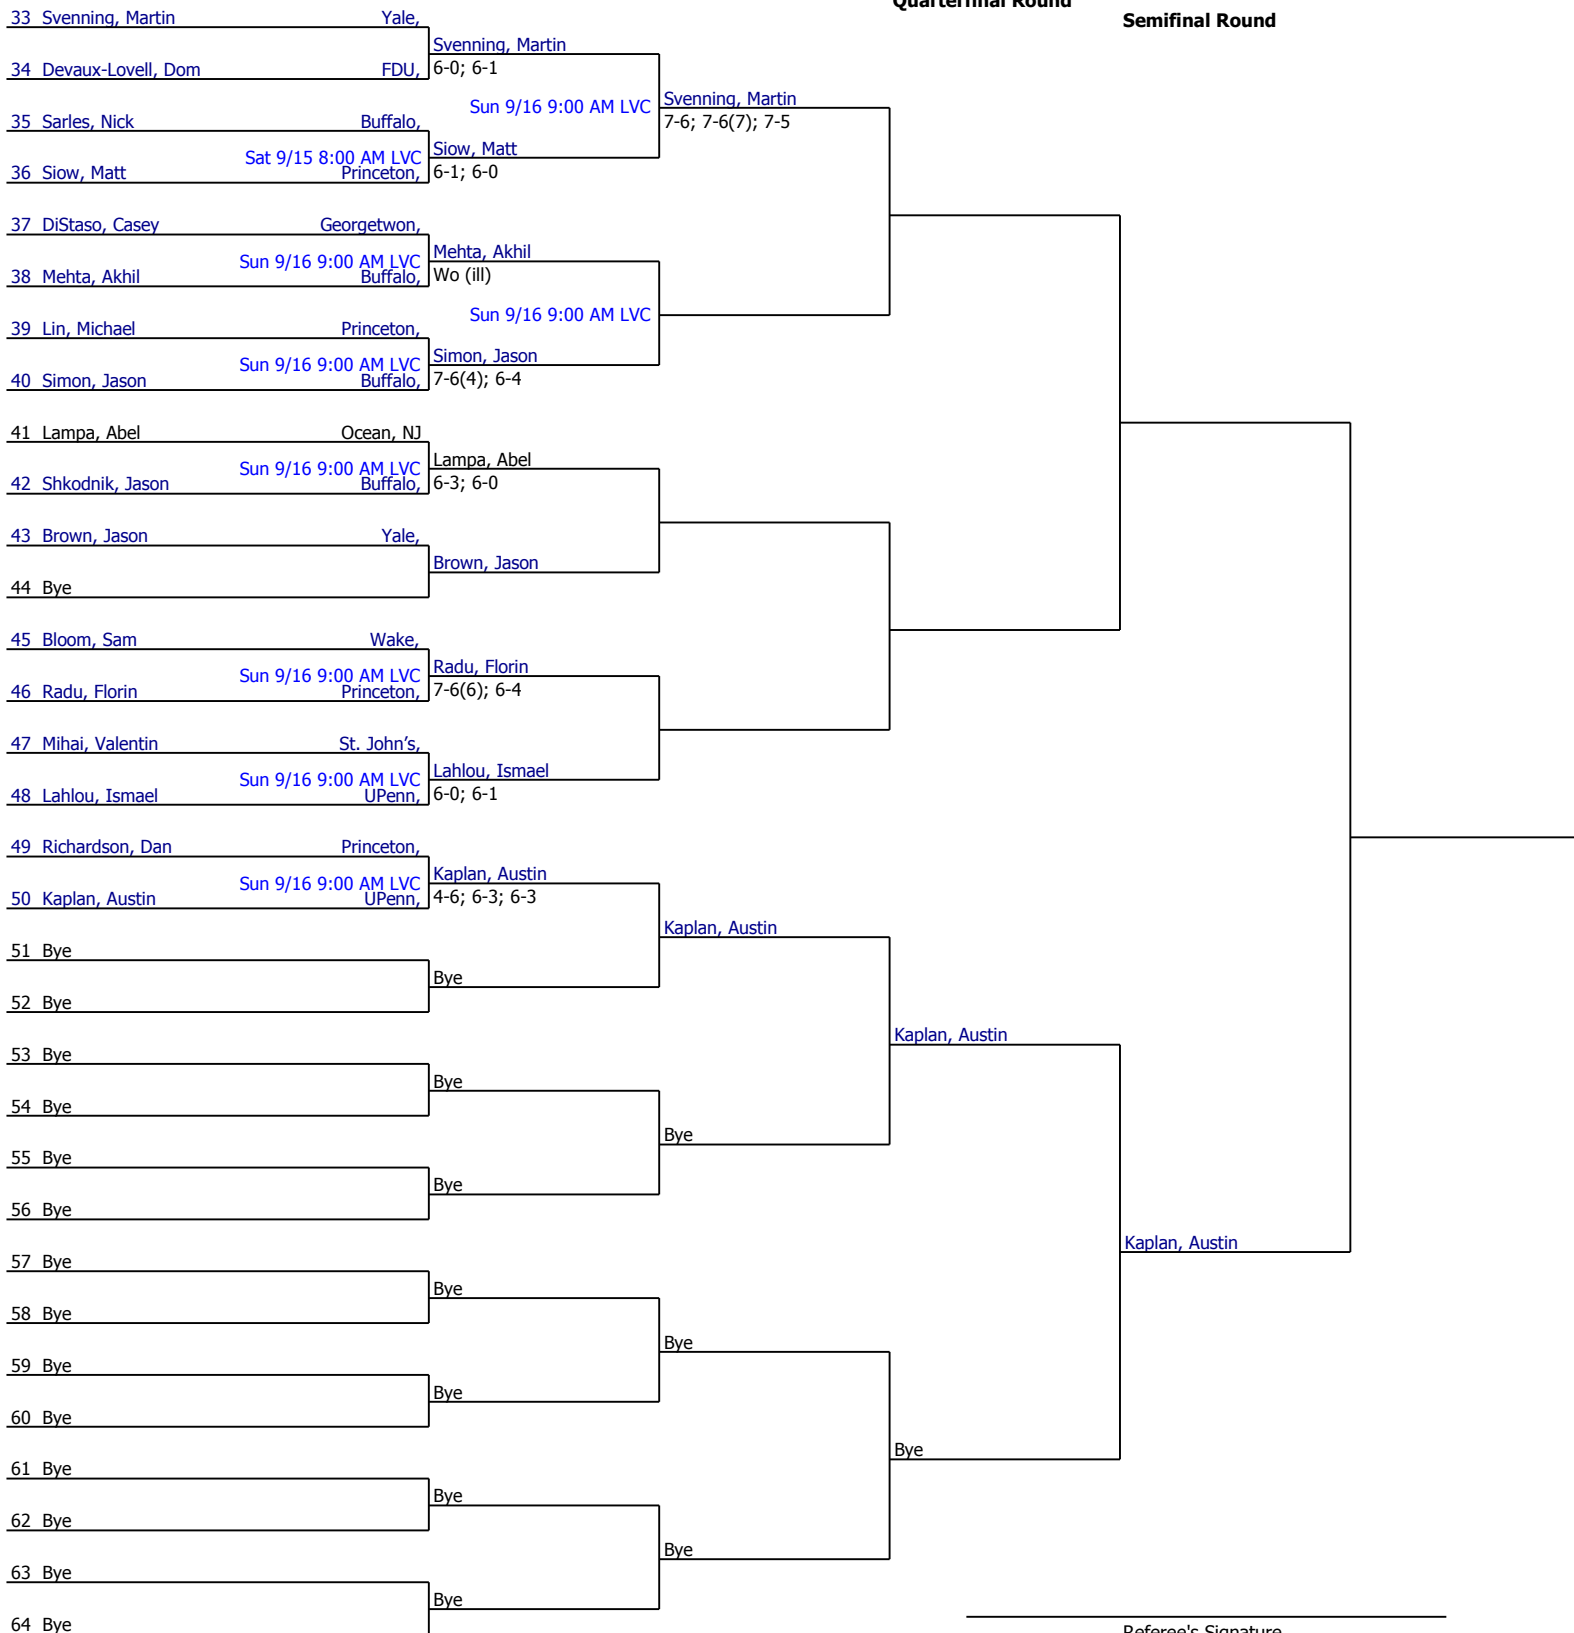 Quarterfinal Round
Semifinal Round
33 Svenning, Martin Yale,
Svenning, Martin
34 Devaux-Lovell, Dom FDU, 6-0; 6-1
Sun 9/16 9:00 AM LVC Svenning, Martin
35 Sarles, Nick Buffalo, 7-6; 7-6(7); 7-5
Sat 9/15 8:00 AM LVC Siow, Matt
36 Siow, Matt Princeton, 6-1; 6-0
37 DiStaso, Casey Georgetwon,
Sun 9/16 9:00 AM LVC Mehta, Akhil
38 Mehta, Akhil Buffalo, Wo (ill)
Sun 9/16 9:00 AM LVC
39 Lin, Michael Princeton,
Sun 9/16 9:00 AM LVC Simon, Jason
40 Simon, Jason Buffalo, 7-6(4); 6-4
41 Lampa, Abel Ocean, NJ
Sun 9/16 9:00 AM LVC Lampa, Abel
42 Shkodnik, Jason Buffalo, 6-3; 6-0
43 Brown, Jason Yale,
Brown, Jason
44 Bye
45 Bloom, Sam Wake,
Sun 9/16 9:00 AM LVC Radu, Florin
46 Radu, Florin Princeton, 7-6(6); 6-4
47 Mihai, Valentin St. John's,
Sun 9/16 9:00 AM LVC Lahlou, Ismael
48 Lahlou, Ismael UPenn, 6-0; 6-1
49 Richardson, Dan Princeton,
Sun 9/16 9:00 AM LVC Kaplan, Austin
50 Kaplan, Austin UPenn, 4-6; 6-3; 6-3
Kaplan, Austin
51 Bye
Bye
52 Bye
Kaplan, Austin
53 Bye
Bye
54 Bye
Bye
55 Bye
Bye
56 Bye
Kaplan, Austin
57 Bye
Bye
58 Bye
Bye
59 Bye
Bye
60 Bye
Bye
61 Bye
Bye
62 Bye
Bye
63 Bye
Bye
64 Bye
Referee's Signature